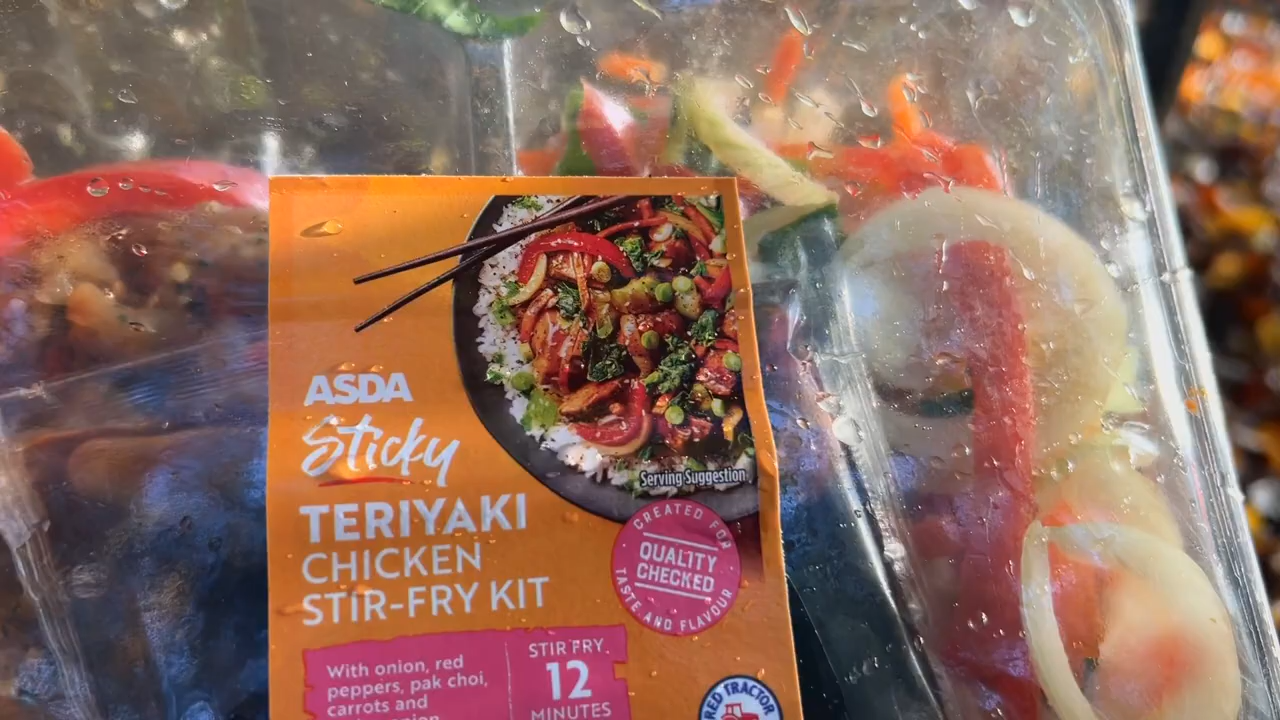 ASDA
Sticky
TERIYAKI
CHICKEN
STIR-FRY KIT
Serving Suggestion
CREATED FOR
QUALITY
CHECKED
TASTE AND FLAVOUR
With onion, red
peppers, pak choi,
carrots and
STIR FRY
12
MINUTES
RED TRACTOR